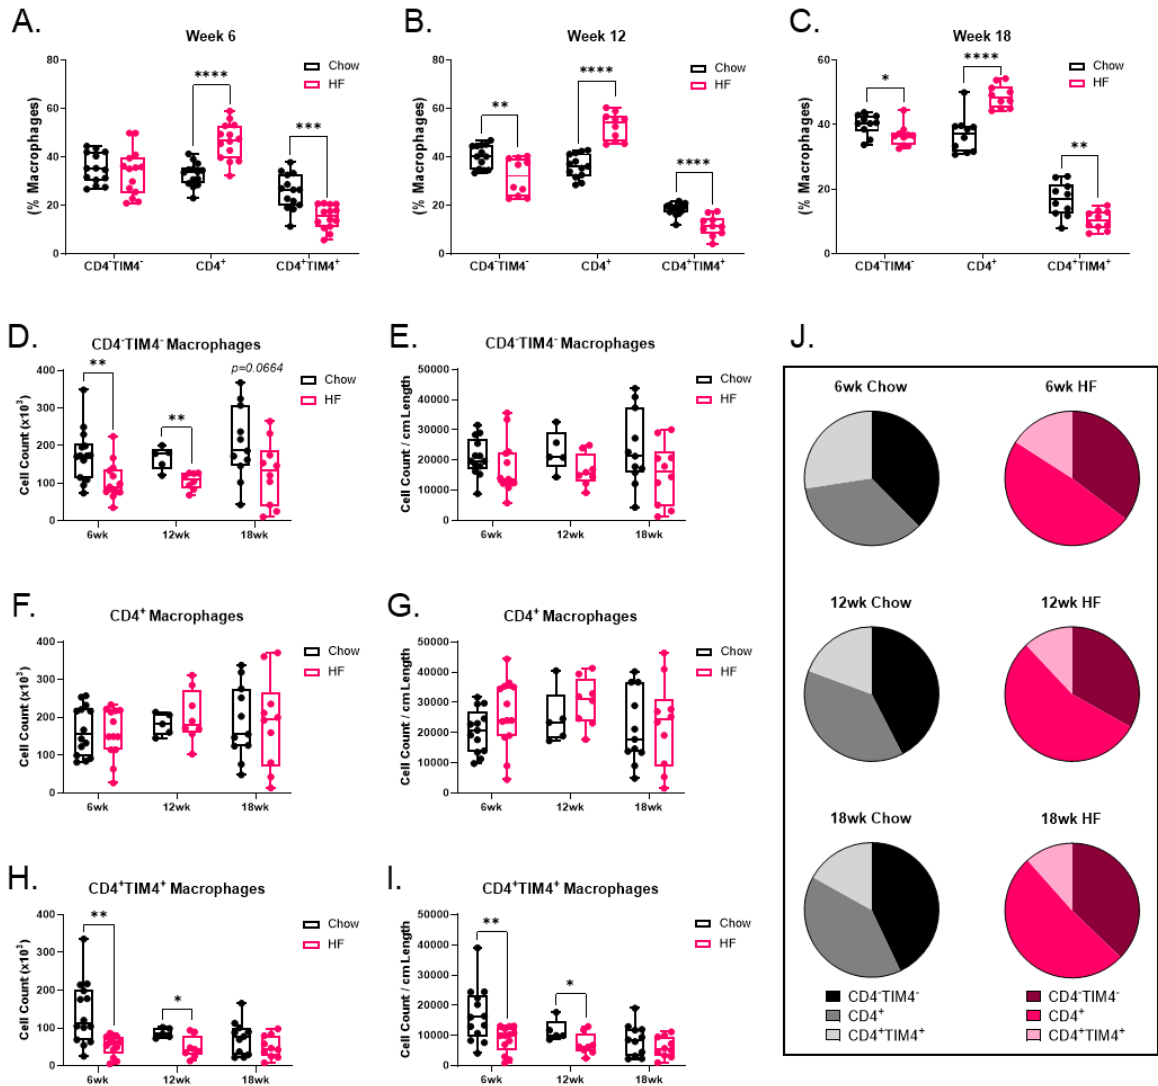 A.
Week 6
Chow
HF
(% Macrophages)
80
60
40
20
0
****
***
CD4⁻TIM4⁻
CD4⁺
CD4⁺TIM4⁺
B.
Week 12
Chow
HF
(% Macrophages)
80
60
40
20
0
**
****
****
CD4⁻TIM4⁻
CD4⁺
CD4⁺TIM4⁺
C.
Week 18
Chow
HF
(% Macrophages)
60
40
20
0
*
****
**
CD4⁻TIM4⁻
CD4⁺
CD4⁺TIM4⁺
D.
CD4⁻TIM4⁻ Macrophages
Chow
HF
Cell Count (x10³)
400
300
200
100
0
**
**
p=0.0664
6wk
12wk
18wk
E.
CD4⁻TIM4⁻ Macrophages
Chow
HF
Cell Count / cm Length
50000
40000
30000
20000
10000
0
6wk
12wk
18wk
F.
CD4⁺ Macrophages
Chow
HF
Cell Count (x10³)
400
300
200
100
0
6wk
12wk
18wk
G.
CD4⁺ Macrophages
Chow
HF
Cell Count / cm Length
50000
40000
30000
20000
10000
0
6wk
12wk
18wk
H.
CD4⁺TIM4⁺ Macrophages
Chow
HF
Cell Count (x10³)
400
300
200
100
0
**
*
6wk
12wk
18wk
I.
CD4⁺TIM4⁺ Macrophages
Chow
HF
Cell Count / cm Length
50000
40000
30000
20000
10000
0
**
*
6wk
12wk
18wk
J.
6wk Chow
6wk HF
12wk Chow
12wk HF
18wk Chow
18wk HF
CD4⁻TIM4⁻
CD4⁺
CD4⁺TIM4⁺
CD4⁻TIM4⁻
CD4⁺
CD4⁺TIM4⁺